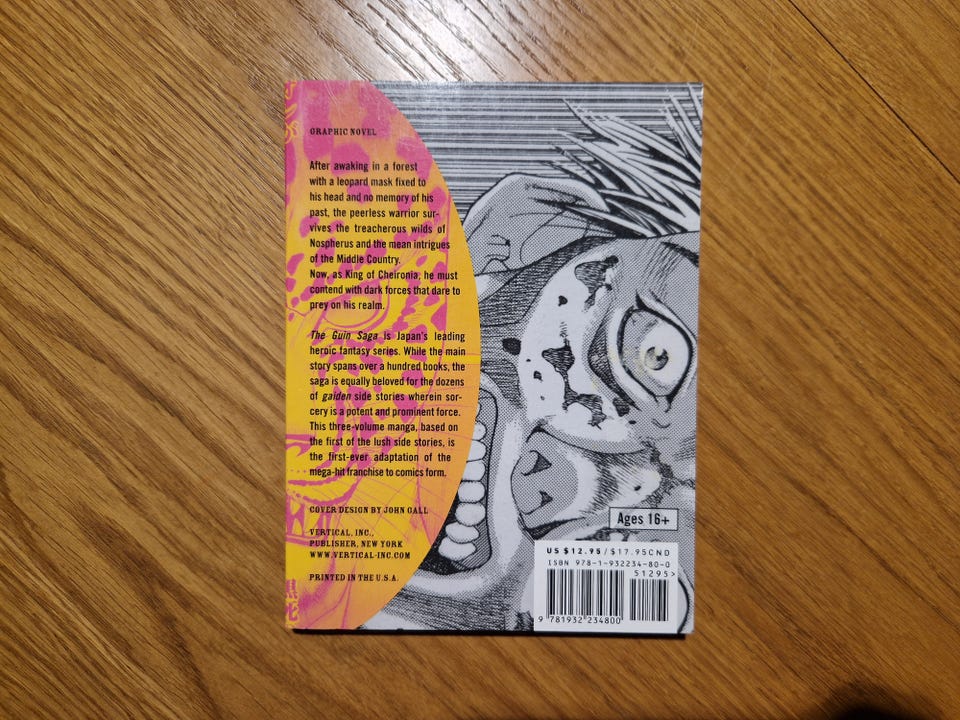 GRAPHIC NOVEL
After awaking in a forest
with a leopard mask fixed to
his head and no memory of his
past, the peerless warrior sur-
vives the treacherous wilds of
Nospherus and the mean intrigues
of the Middle Country.
Now, as King of Cheironia, he must
contend with dark forces that dare to
prey on his realm.
The Guin Saga is Japan's leading
heroic fantasy series. While the main
story spans over a hundred books, the
saga is equally beloved for the dozens
of gaiden side stories wherein sor-
cery is a potent and prominent force.
This three-volume manga, based on
the first of the lush side stories, is
the first-ever adaptation of the
mega-hit franchise to comics form.
COVER DESIGN BY JOHN GALL
VERTICAL, INC.,
PUBLISHER, NEW YORK
WWW.VERTICAL-INC.COM
PRINTED IN THE U.S.A.
Ages 16+
US $12.95/$17.95CND
ISBN 978-1-932234-80-0
51295>
9 781932 234800